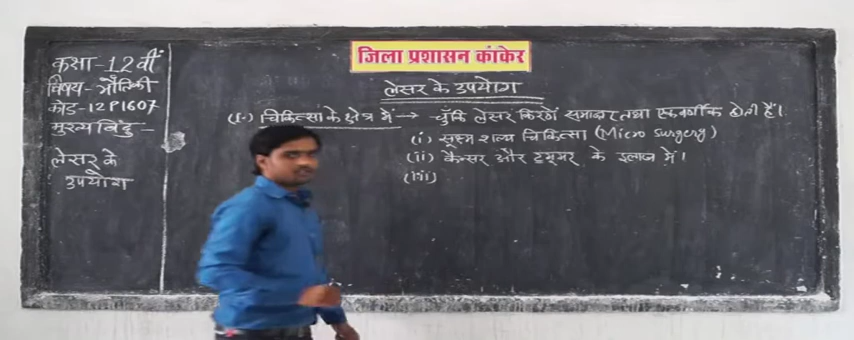 जिला प्रशासन कांकेर
कक्षा-12वीं
विषय- भौतिकी
कोड-12P1607
मुख्य बिंदु -
लेसर के
उपयोग
लेसर के उपयोग
(1)- चिकित्सा के क्षेत्र में → चूँकि लेसर किरणें समान्तर तथा एकवर्णीक होती हैं।
(i) सूक्ष्म शल्य चिकित्सा (Micro Surgery)
(ii) कैन्सर और ट्यूमर के इलाज में।
(iii)